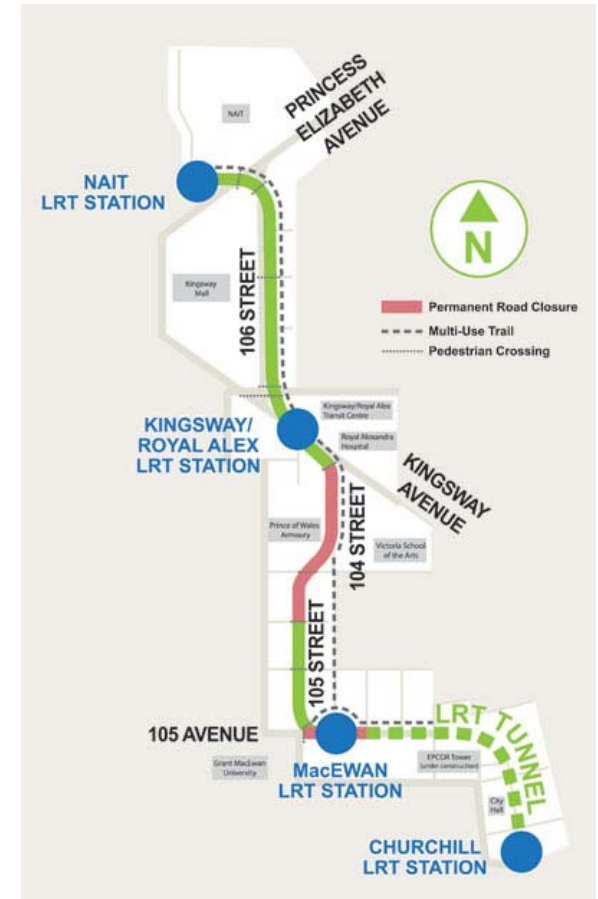 PRINCESS
ELIZABETH
AVENUE
NAIT
NAIT
LRT STATION
N
Kingsway
Mall
106 STREET
Permanent Road Closure
Multi-Use Trail
Pedestrian Crossing
Kingsway/Royal Alex
Transit Centre
KINGSWAY/
ROYAL ALEX
LRT STATION
Royal Alexandra
Hospital
KINGSWAY
AVENUE
Prince of Wales
Armoury
104 STREET
Victoria School
of the Arts
105 STREET
LRT TUNNEL
105 AVENUE
Grant MacEwan
University
MacEWAN
LRT STATION
EPCOR Tower
(under construction)
City
Hall
CHURCHILL
LRT STATION